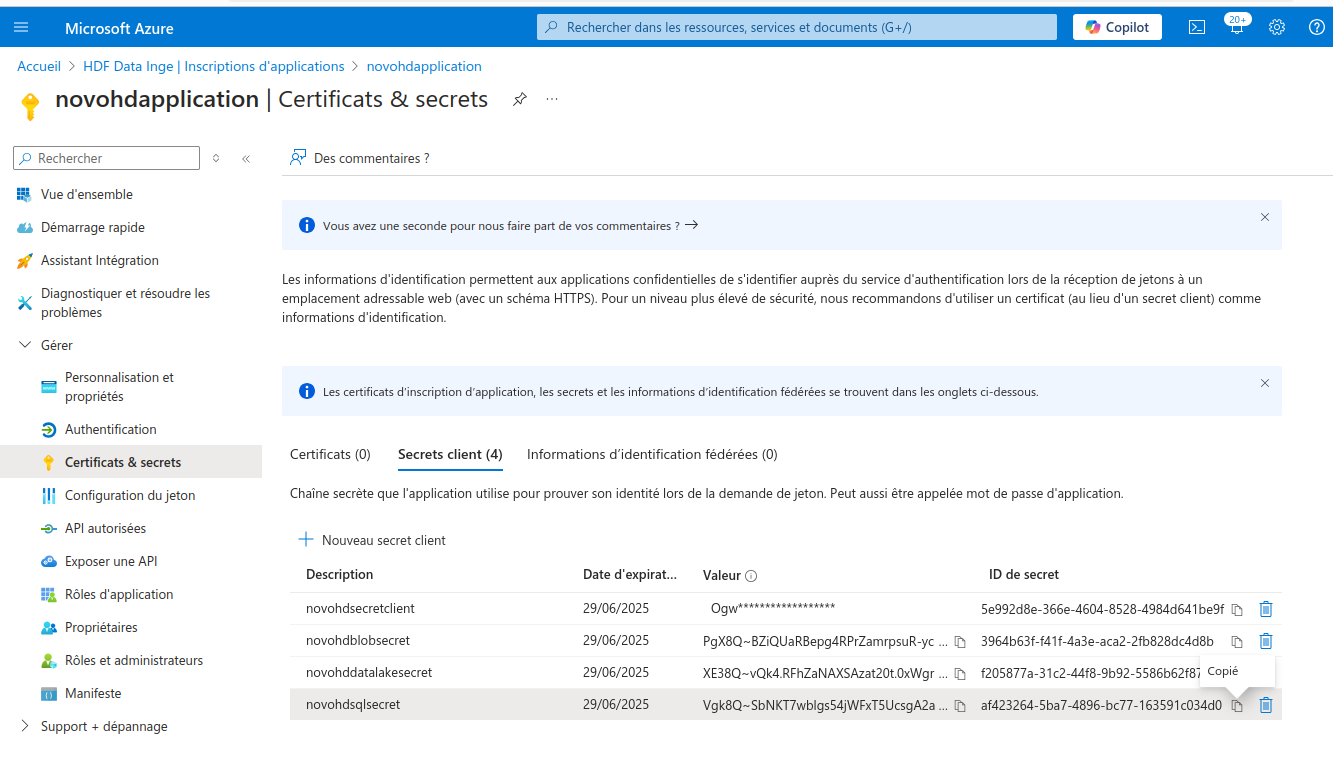 Microsoft Azure
Rechercher dans les ressources, services et documents (G+/)
Copilot
20+
Accueil > HDF Data Inge | Inscriptions d'applications > novohdapplication
novohdapplication | Certificats & secrets
Rechercher
Des commentaires ?
Vue d'ensemble
Démarrage rapide
Assistant Intégration
Diagnostiquer et résoudre les
problèmes
Gérer
Personnalisation et
propriétés
Authentification
Certificats & secrets
Configuration du jeton
API autorisées
Exposer une API
Rôles d'application
Propriétaires
Rôles et administrateurs
Manifeste
Support + dépannage
Vous avez une seconde pour nous faire part de vos commentaires ? →
Les informations d'identification permettent aux applications confidentielles de s'identifier auprès du service d'authentification lors de la réception de jetons à un
emplacement adressable web (avec un schéma HTTPS). Pour un niveau plus élevé de sécurité, nous recommandons d'utiliser un certificat (au lieu d'un secret client) comme
informations d'identification.
Les certificats d'inscription d'application, les secrets et les informations d'identification fédérées se trouvent dans les onglets ci-dessous.
Certificats (0) Secrets client (4) Informations d'identification fédérées (0)
Chaîne secrète que l'application utilise pour prouver son identité lors de la demande de jeton. Peut aussi être appelée mot de passe d'application.
Nouveau secret client
Description Date d'expirat... Valeur ID de secret
novohdsecretclient 29/06/2025 Ogw****************** 5e992d8e-366e-4604-8528-4984d641be9f
novohdblobsecret 29/06/2025 PgX8Q~BZiQUaRBepg4RPrZamrpsuR-yc ... 3964b63f-f41f-4a3e-aca2-2fb828dc4d8b
novohddatalakesecret 29/06/2025 XE38Q~vQk4.RFhZaNAXSAzat20t.0xWgr ... f205877a-31c2-44f8-9b92-5586b62f87
Copié
novohdsqlsecret 29/06/2025 Vgk8Q~SbNKT7wblgs54jWFxT5UcsgA2a ... af423264-5ba7-4896-bc77-163591c034d0